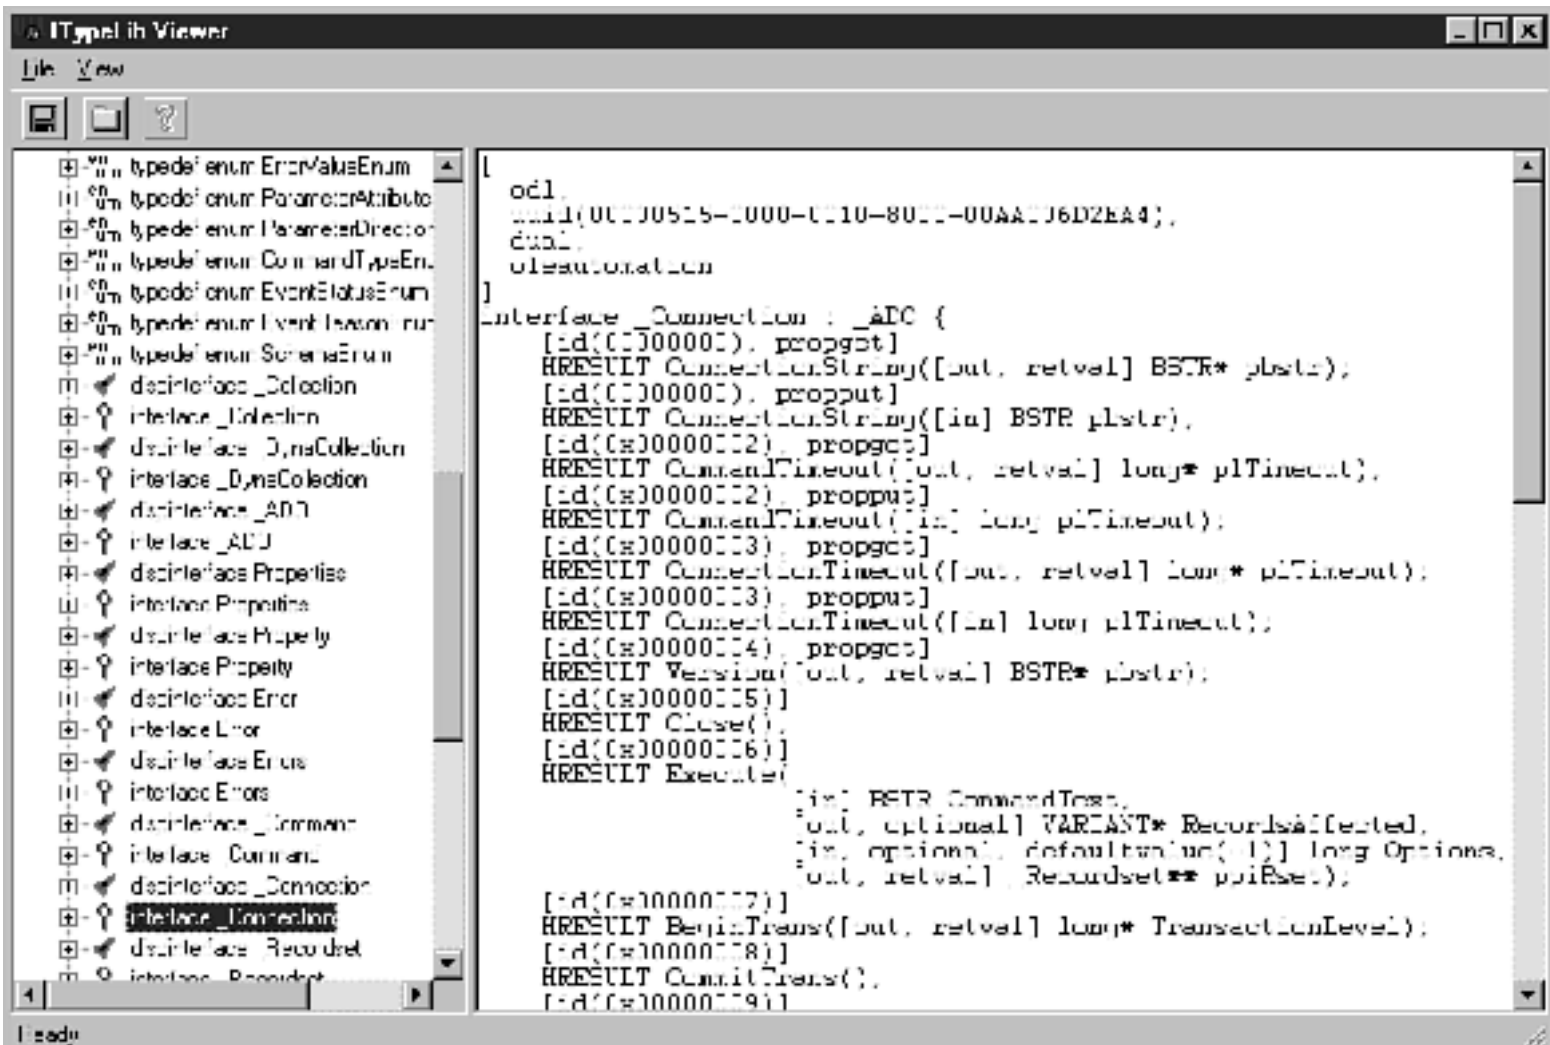 ITypeLib Viewer
File View
typedef enum ErrorValueEnum
typedef enum ParameterAttribute
typedef enum ParameterDirection
typedef enum CommandTypeEnu
typedef enum EventStatusEnum
typedef enum EventReasonEnum
typedef enum SchemaEnum
dispinterface _Collection
interface _Collection
dispinterface _DynaCollection
interface _DynaCollection
dispinterface _ADO
interface _ADO
dispinterface Properties
interface Properties
dispinterface Property
interface Property
dispinterface Error
interface Error
dispinterface Errors
interface Errors
dispinterface _Command
interface _Command
dispinterface _Connection
interface _Connection
dispinterface _Recordset
interface _Recordset
[
odl,
uuid(00000515-0000-0010-8000-00AA006D2EA4),
dual,
oleautomation
]
interface _Connection : _ADO {
[id(00000000), propget]
HRESULT ConnectionString([out, retval] BSTR* pbstr);
[id(00000000), propput]
HRESULT ConnectionString([in] BSTR pbstr);
[id(0x00000002), propget]
HRESULT CommandTimeout([out, retval] long* plTimeout);
[id(0x00000002), propput]
HRESULT CommandTimeout([in] long plTimeout);
[id(0x00000003), propget]
HRESULT ConnectionTimeout([out, retval] long* plTimeout);
[id(0x00000003), propput]
HRESULT ConnectionTimeout([in] long plTimeout);
[id(0x00000004), propget]
HRESULT Version([out, retval] BSTR* pbstr);
[id(0x00000005)]
HRESULT Close();
[id(0x00000006)]
HRESULT Execute(
[in] BSTR CommandText,
[out, optional] VARIANT* RecordsAffected,
[in, optional, defaultvalue(-1)] long Options,
[out, retval] _Recordset** ppiRset);
[id(0x00000007)]
HRESULT BeginTrans([out, retval] long* TransactionLevel);
[id(0x00000008)]
HRESULT CommitTrans();
[id(0x00000009)]
Ready